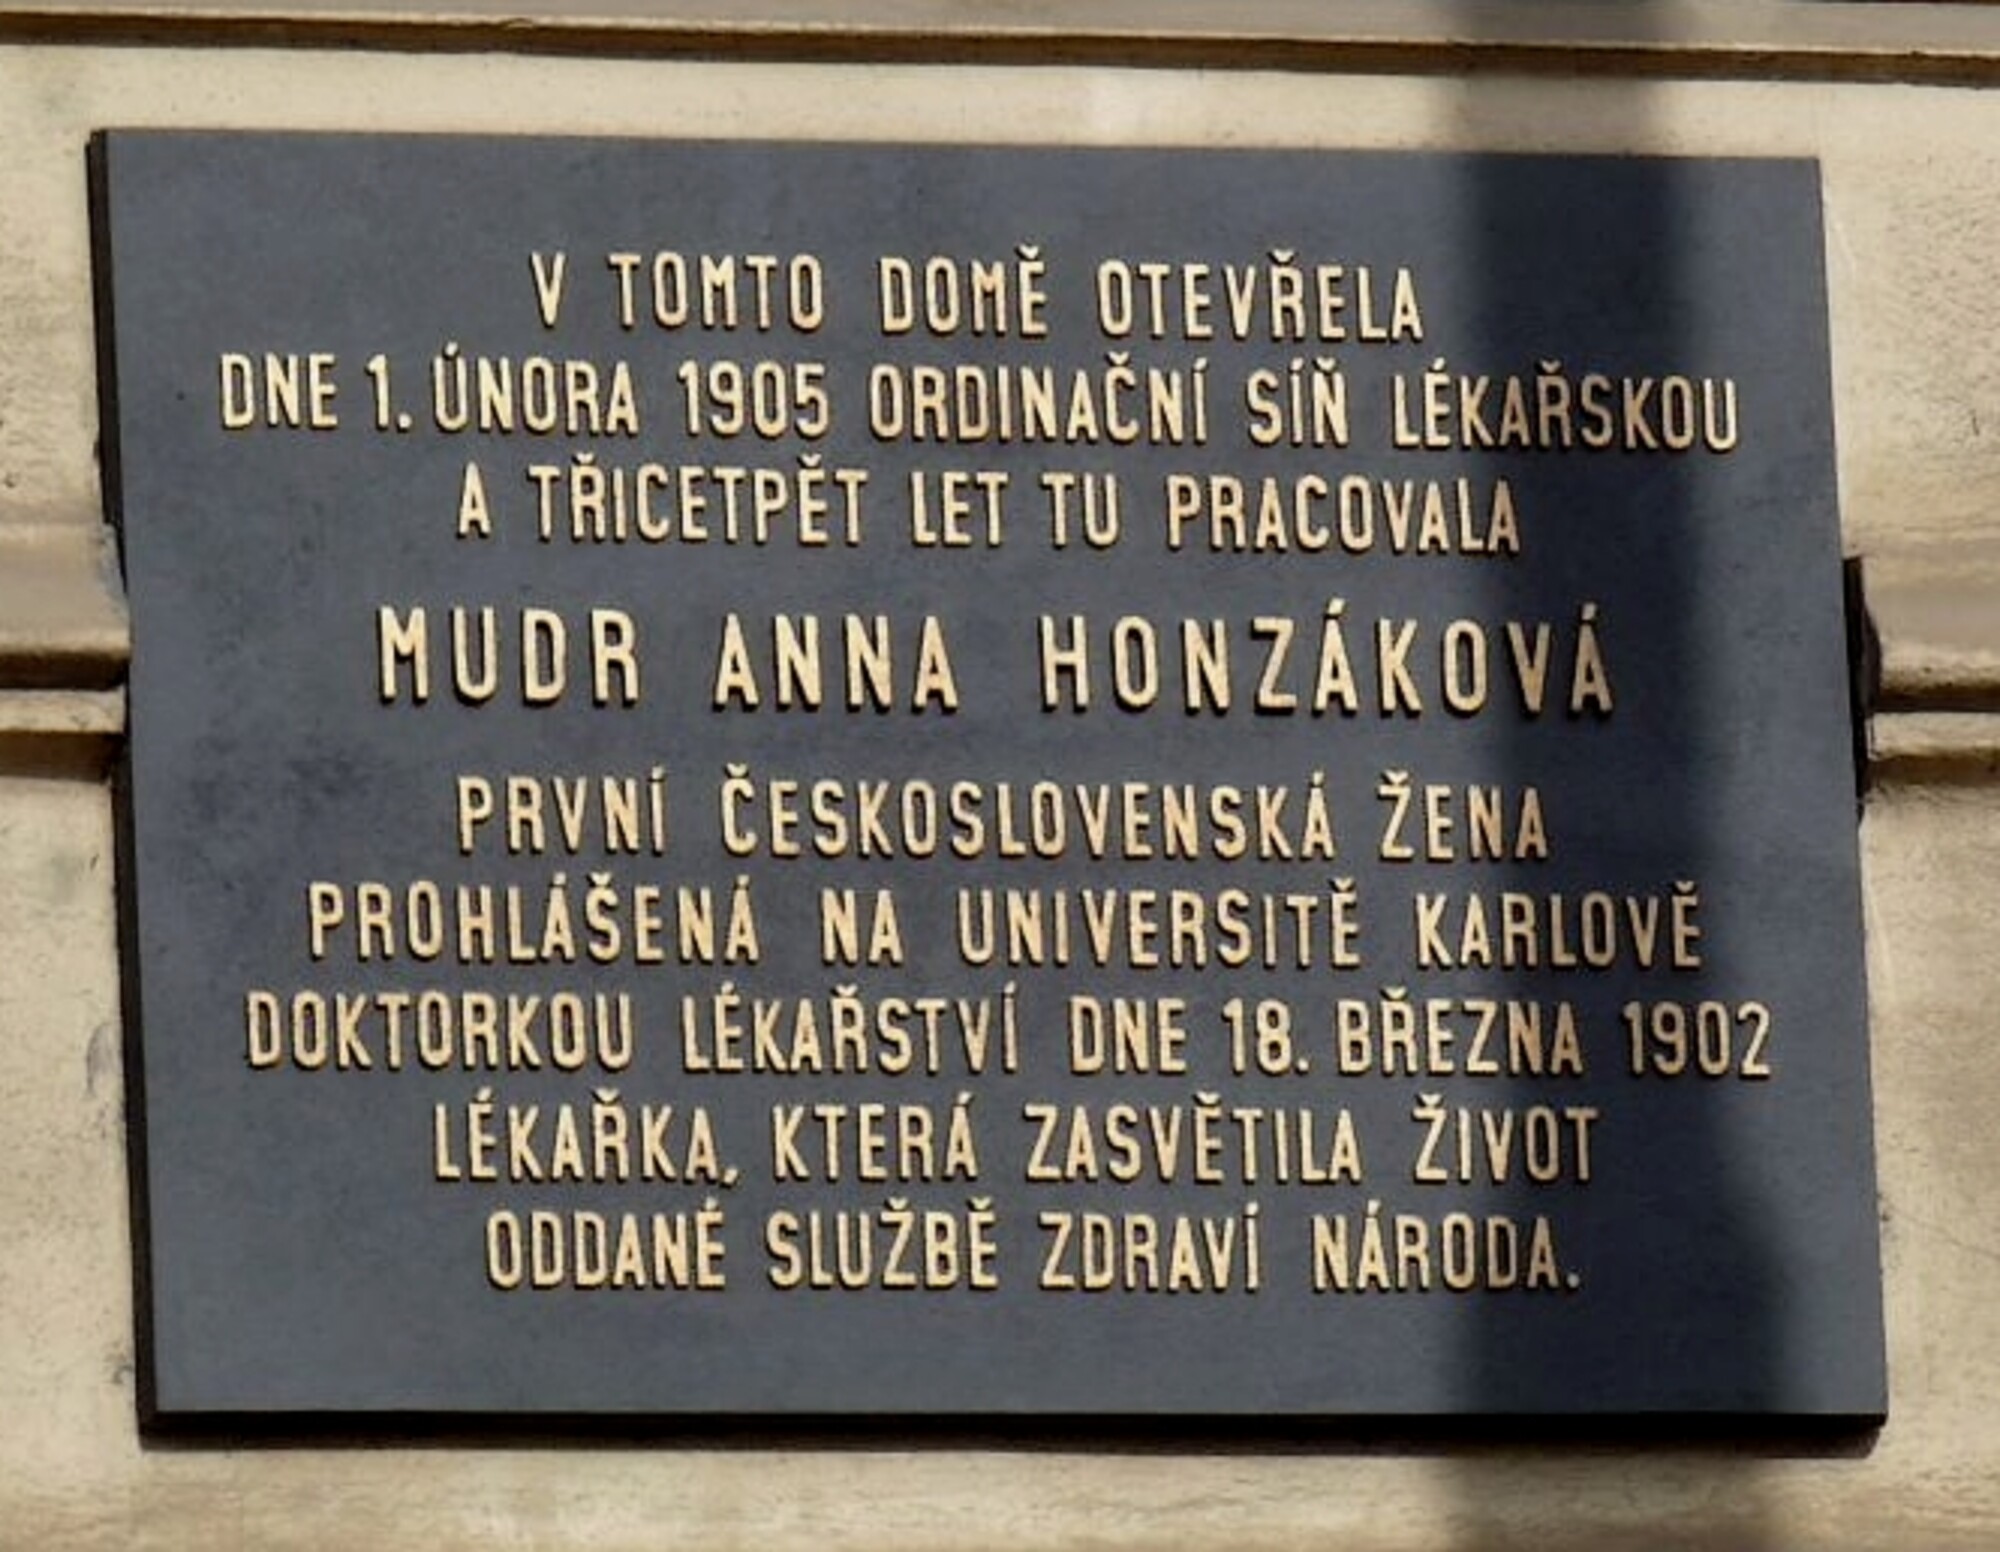 V TOMTO DOMĚ OTEVŘELA
DNE 1. ÚNORA 1905 ORDINAČNÍ SÍŇ LÉKAŘSKOU
A TŘICETPĚT LET TU PRACOVALA
MUDR ANNA HONZÁKOVÁ
PRVNÍ ČESKOSLOVENSKÁ ŽENA
PROHLÁŠENÁ NA UNIVERSITĚ KARLOVĚ
DOKTORKOU LÉKAŘSTVÍ DNE 18. BŘEZNA 1902
LÉKAŘKA, KTERÁ ZASVĚTILA ŽIVOT
ODDANÉ SLUŽBĚ ZDRAVÍ NÁRODA.